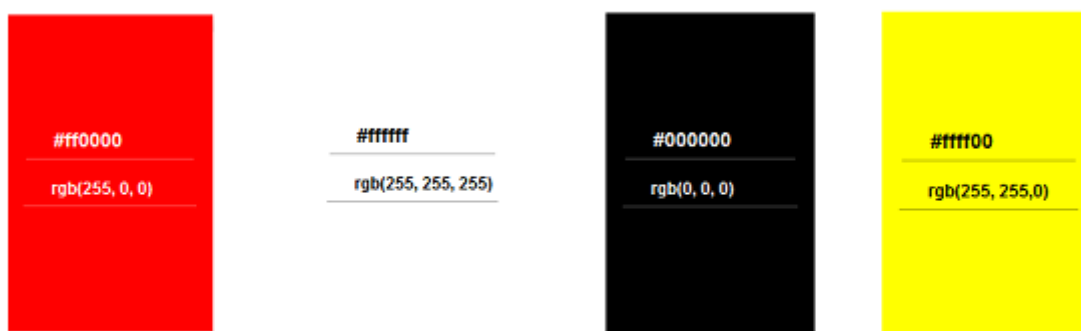 #ff0000
rgb(255, 0, 0)
#ffffff
rgb(255, 255, 255)
#000000
rgb(0, 0, 0)
#ffff00
rgb(255, 255,0)